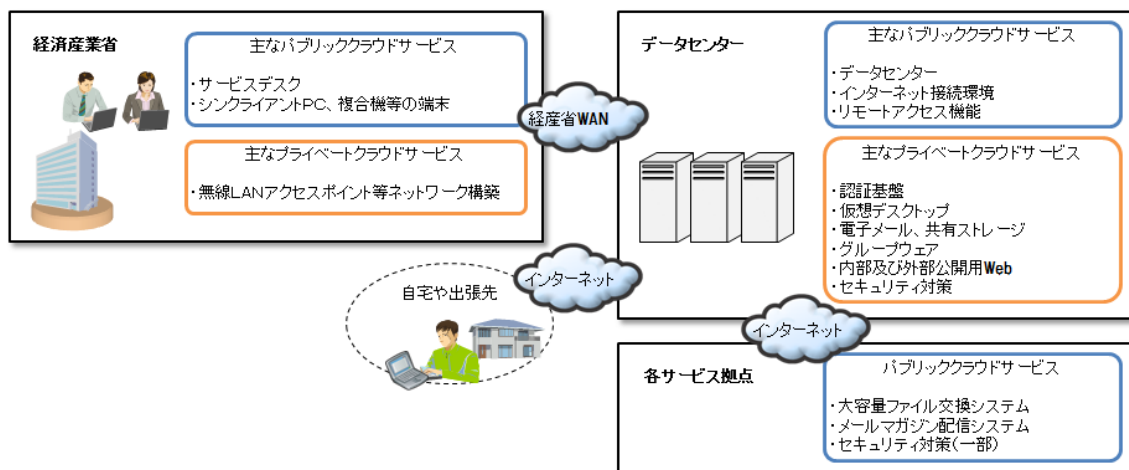 経済産業省
主なパブリッククラウドサービス
・サービスデスク
・シンクライアントPC、複合機等の端末
主なプライベートクラウドサービス
・無線LANアクセスポイント等ネットワーク構築
経産省WAN
データセンター
主なパブリッククラウドサービス
・データセンター
・インターネット接続環境
・リモートアクセス機能
主なプライベートクラウドサービス
・認証基盤
・仮想デスクトップ
・電子メール、共有ストレージ
・グループウェア
・内部及び外部公開用Web
・セキュリティ対策
インターネット
自宅や出張先
インターネット
各サービス拠点
パブリッククラウドサービス
・大容量ファイル交換システム
・メールマガジン配信システム
・セキュリティ対策(一部)